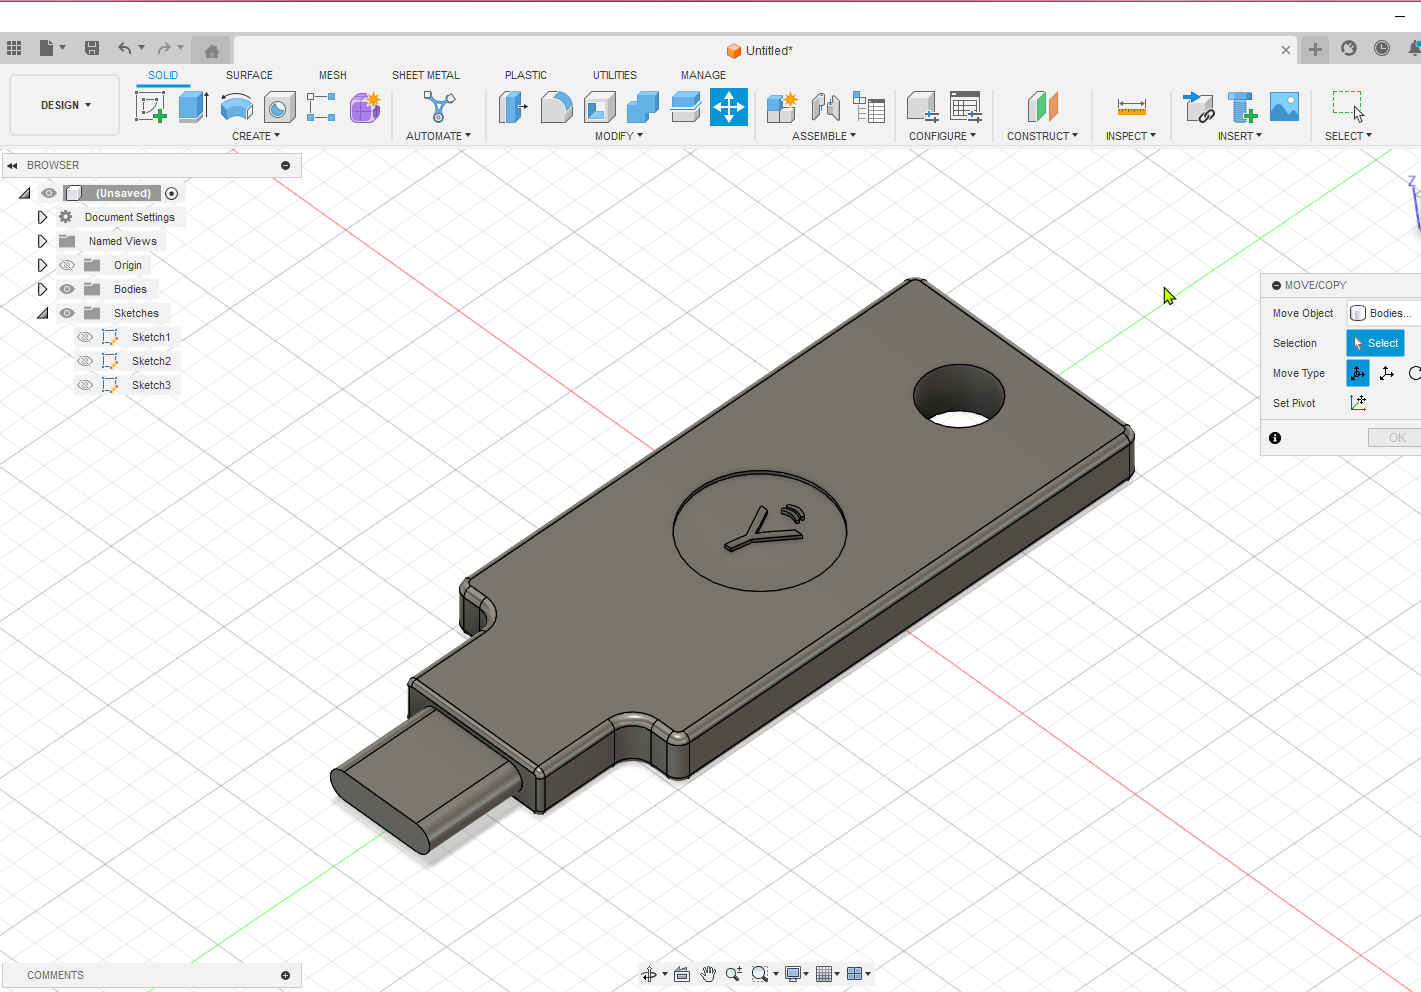 Untitled*
DESIGN
SOLID SURFACE MESH SHEET METAL PLASTIC UTILITIES MANAGE
CREATE AUTOMATE MODIFY ASSEMBLE CONFIGURE CONSTRUCT INSPECT INSERT SELECT
BROWSER
(Unsaved)
Document Settings
Named Views
Origin
Bodies
Sketches
Sketch1
Sketch2
Sketch3
Z
MOVE/COPY
Move Object Bodies...
Selection Select
Move Type
Set Pivot
OK
Y
COMMENTS